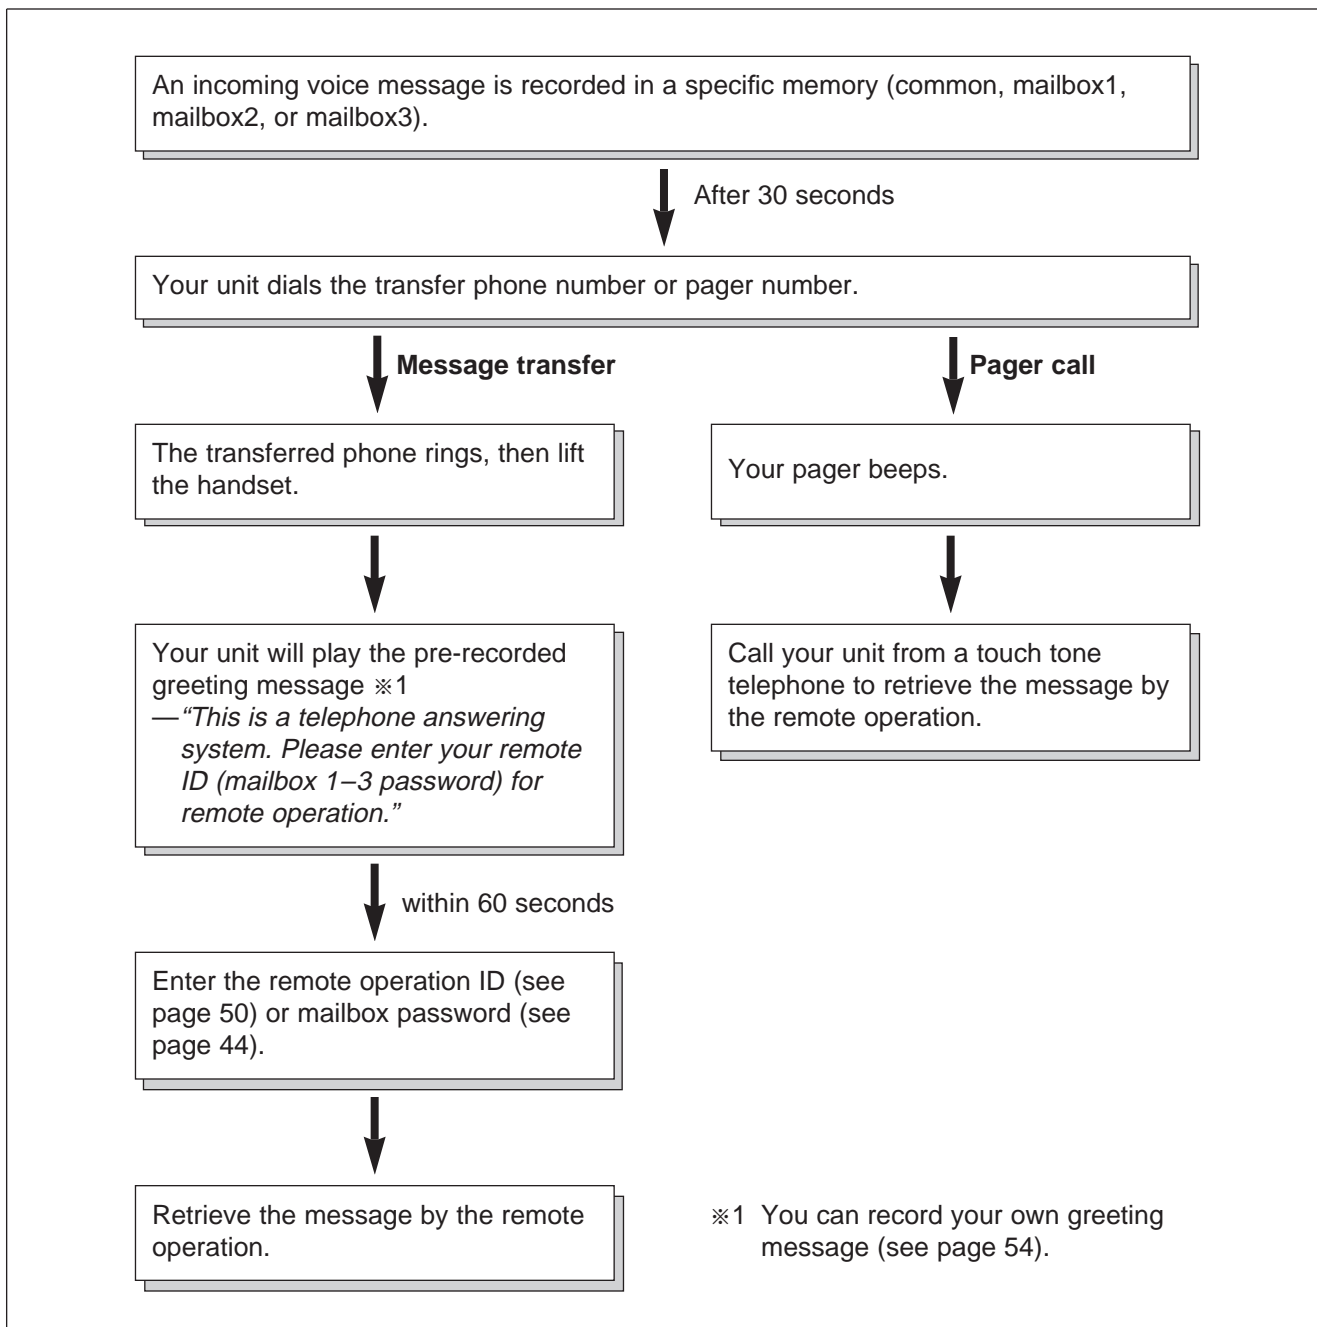 An incoming voice message is recorded in a specific memory (common, mailbox1,
mailbox2, or mailbox3).
After 30 seconds
Your unit dials the transfer phone number or pager number.
Message transfer
Pager call
The transferred phone rings, then lift
the handset.
Your pager beeps.
Your unit will play the pre-recorded
greeting message ※1
—“This is a telephone answering
system. Please enter your remote
ID (mailbox 1–3 password) for
remote operation.”
Call your unit from a touch tone
telephone to retrieve the message by
the remote operation.
within 60 seconds
Enter the remote operation ID (see
page 50) or mailbox password (see
page 44).
Retrieve the message by the remote
operation.
※1 You can record your own greeting
message (see page 54).